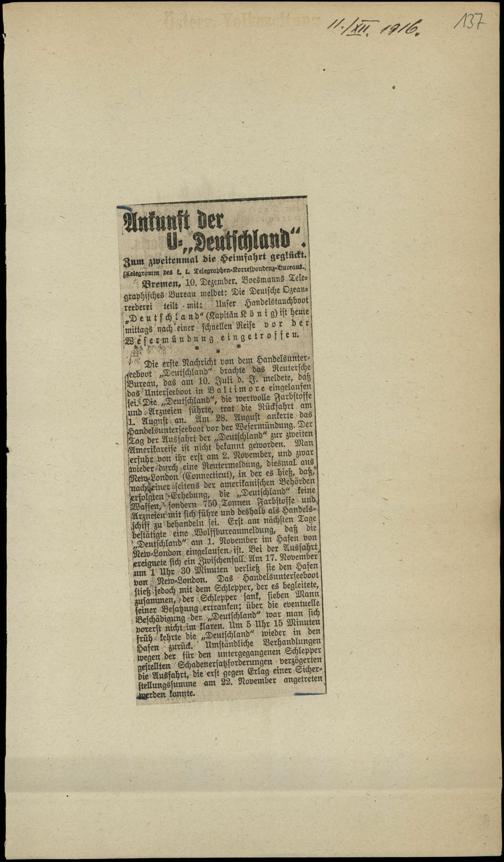 Österr. Volkszeitung
11./XII. 1916.
137
Ankunft der
U-„Deutschland“.
Zum zweitenmal die Heimfahrt geglückt.
(Telegramm des k. k. Telegraphen-Korrespondenz-Bureaus.)
Bremen, 10. Dezember. Boesmanns Tele-
graphisches Bureau meldet: Die Deutsche Ozean-
reederei teilt mit: Unser Handelstauchboot
„Deutschland“ (Kapitän König) ist heute
mittags nach einer schnellen Reise vor der
Wesermündung eingetroffen.
* * *
Die erste Nachricht von dem Handelsunter-
seeboot „Deutschland“ brachte das Reutersche
Bureau, das am 10. Juli d. J. meldete, daß
das Unterseeboot in Baltimore eingelaufen
sei. Die „Deutschland“, die wertvolle Farbstoffe
und Arzneien führte, trat die Rückfahrt am
1. August an. Am 23. August ankerte das
Handelsunterseeboot vor der Wesermündung. Der
Tag der Ausfahrt der „Deutschland“ zur zweiten
Amerikareise ist nicht bekannt geworden. Man
erfuhr von ihr erst am 2. November, und zwar
wieder durch eine Reutermeldung, diesmal aus
New-London (Connecticut), in der es hieß, daß
nach einer seitens der amerikanischen Behörden
erfolgten Erhebung, die „Deutschland“ keine
Waffen, sondern 750 Tonnen Farbstoffe und
Arzneien mit sich führe und deshalb als Handels-
schiff zu behandeln sei. Erst am nächsten Tage
bestätigte eine Wolffbureaumeldung, daß die
„Deutschland“ am 1. November im Hafen von
New-London eingelaufen ist. Bei der Ausfahrt
ereignete sich ein Zwischenfall. Am 17. November
um 1 Uhr 30 Minuten verließ sie den Hafen
von New-London. Das Handelsunterseeboot
stieß jedoch mit dem Schlepper, der es begleitete,
zusammen, der Schlepper sank, sieben Mann
seiner Besatzung ertranken; über die eventuelle
Beschädigung der „Deutschland“ war man sich
vorerst nicht im klaren. Um 5 Uhr 15 Minuten
früh kehrte die „Deutschland“ wieder in den
Hafen zurück. Umständliche Verhandlungen
wegen der für den untergegangenen Schlepper
gestellten Schadenersatzforderungen verzögerten
die Ausfahrt, die erst gegen Erlag einer Sicher-
stellungssumme am 22. November angetreten
werden konnte.